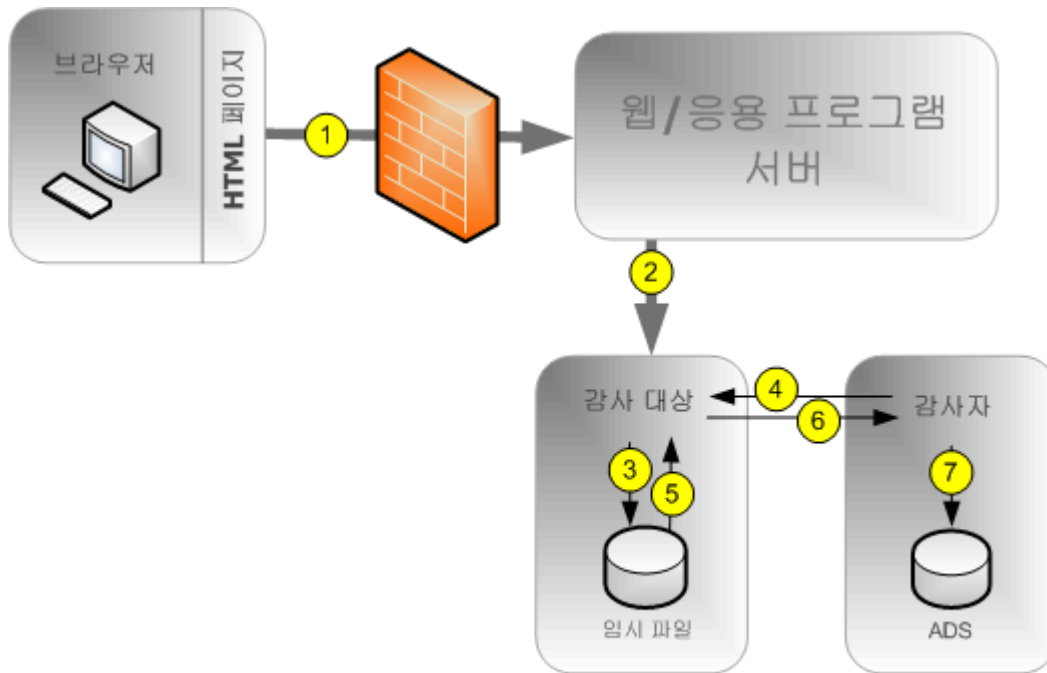 브라우저
HTML 페이지
1
웹/응용 프로그램
서버
2
감사 대상
4
6
감사자
3
5
7
임시 파일
ADS